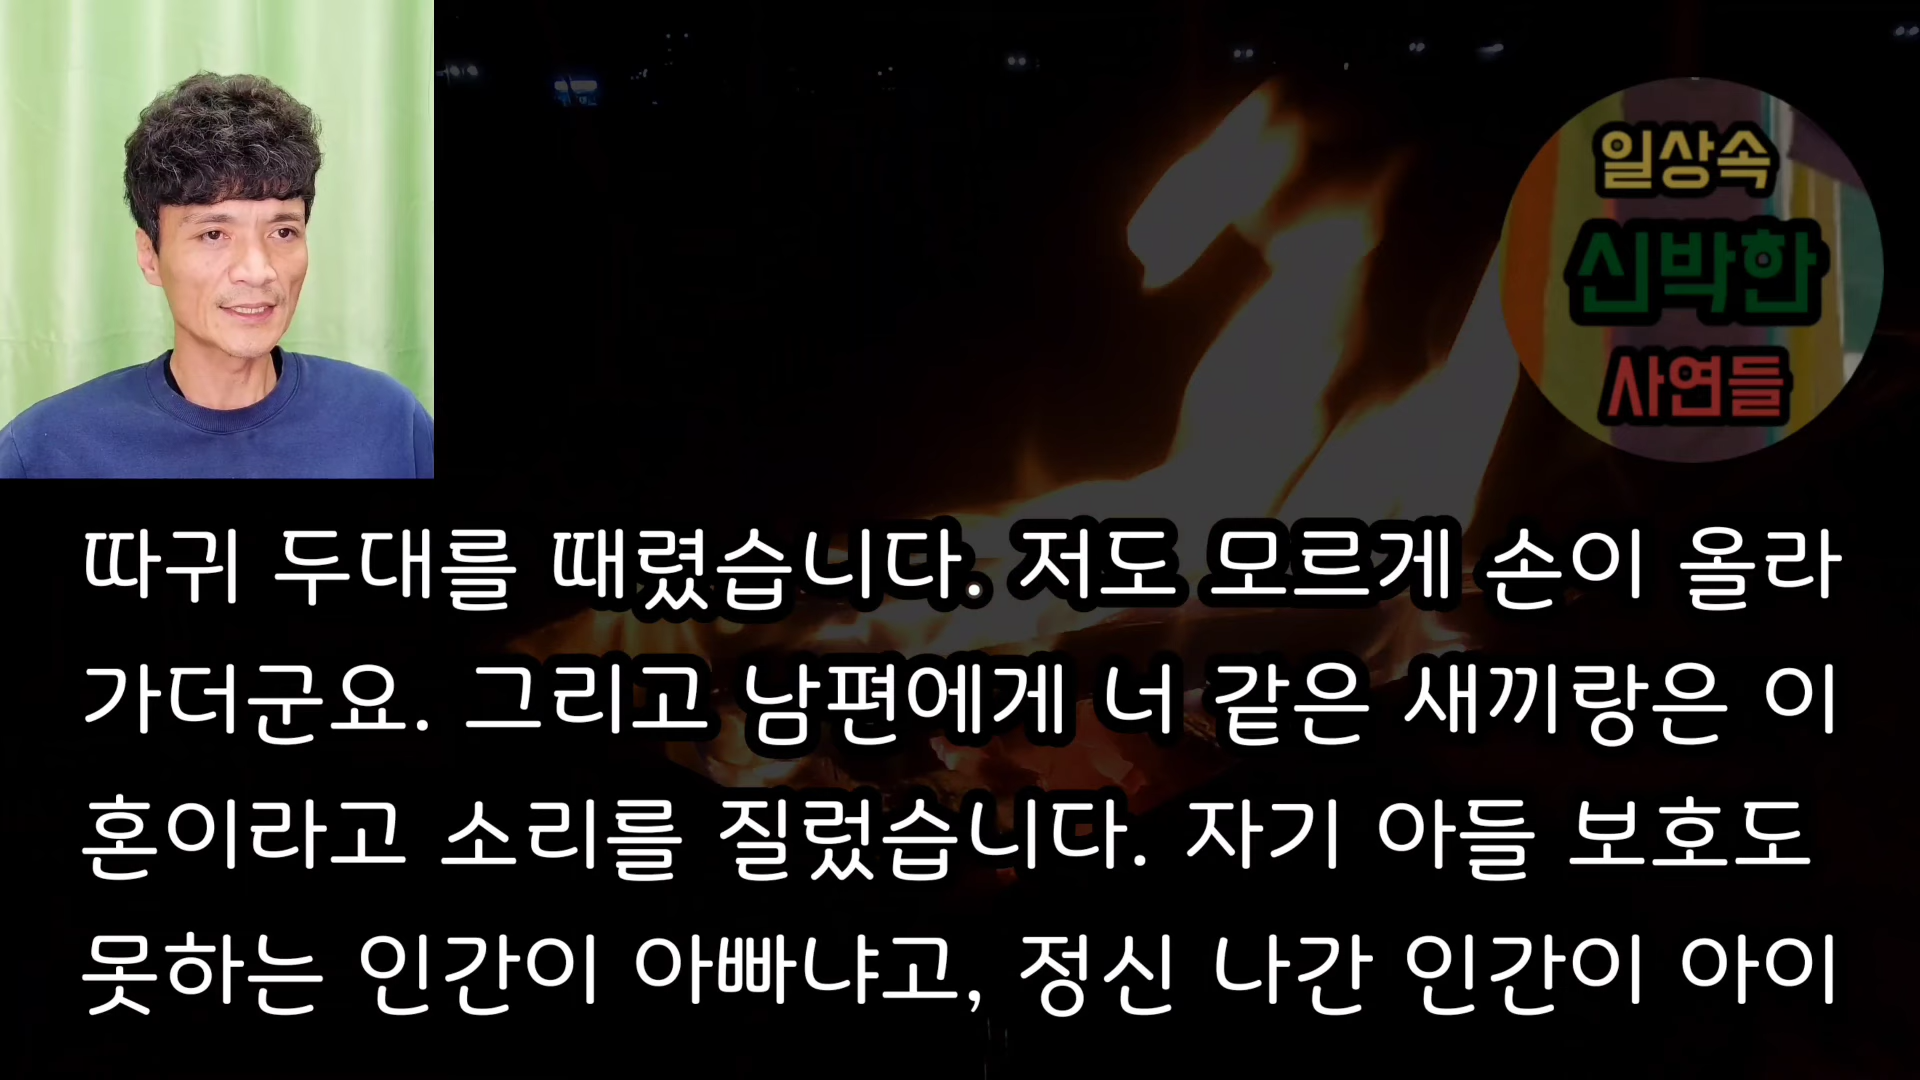 일상속
신박한
사연들
따귀 두대를 때렸습니다. 저도 모르게 손이 올라
가더군요. 그리고 남편에게 너 같은 새끼랑은 이
혼이라고 소리를 질렀습니다. 자기 아들 보호도
못하는 인간이 아빠냐고, 정신 나간 인간이 아이